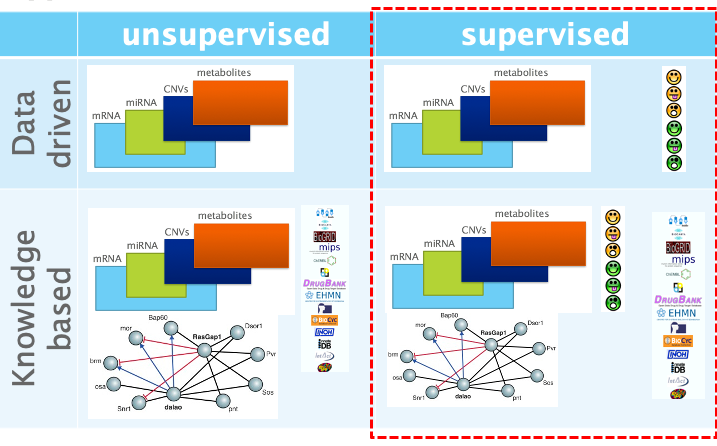 unsupervised
supervised
Data
driven
metabolites
CNVs
miRNA
mRNA
metabolites
CNVs
miRNA
mRNA
Knowledge
based
metabolites
CNVs
miRNA
mRNA
BioGRID
mips
DRUGBANK
EHMN
BioCyc
INOH
Bap60
mor
RasGap1
Dsor1
brm
Pvr
osa
Sos
Snr1
dalao
pnt
metabolites
CNVs
miRNA
mRNA
BioGRID
mips
DRUGBANK
EHMN
BioCyc
INOH
Bap60
mor
RasGap1
Dsor1
brm
Pvr
osa
Sos
Snr1
dalao
pnt